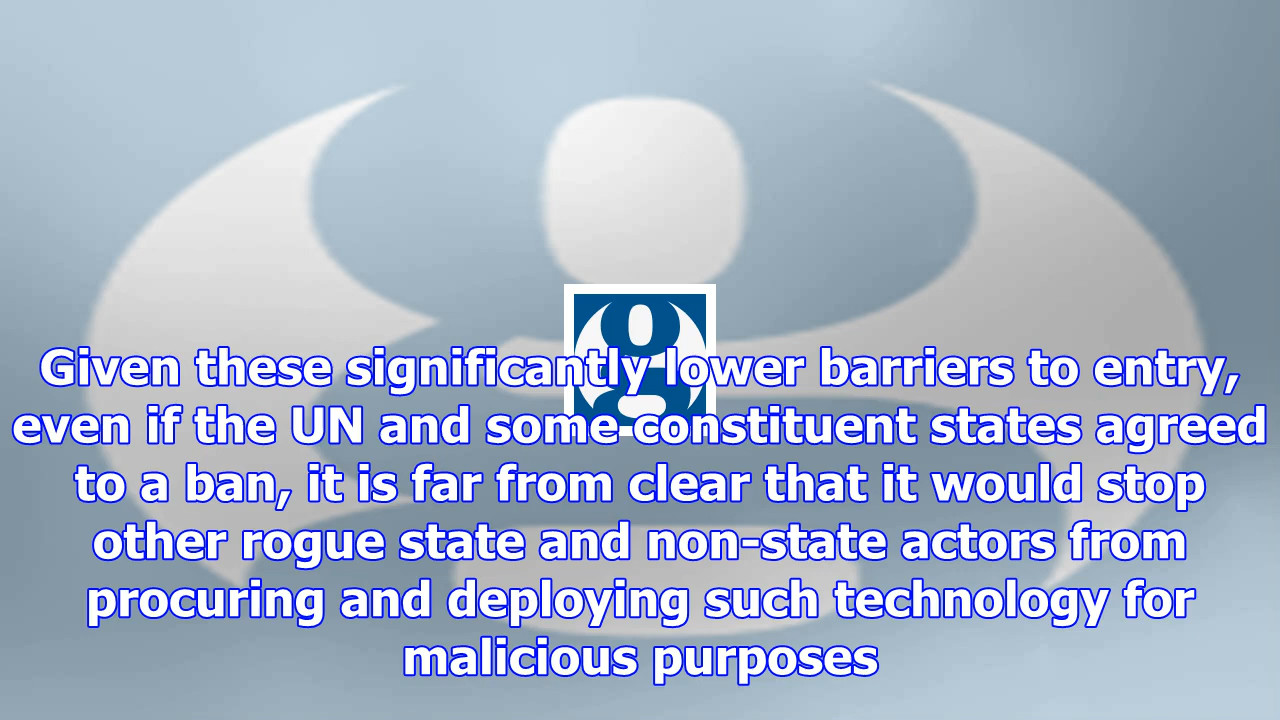 Given these significantly lower barriers to entry,
even if the UN and some constituent states agreed
to a ban, it is far from clear that it would stop
other rogue state and non-state actors from
procuring and deploying such technology for
malicious purposes